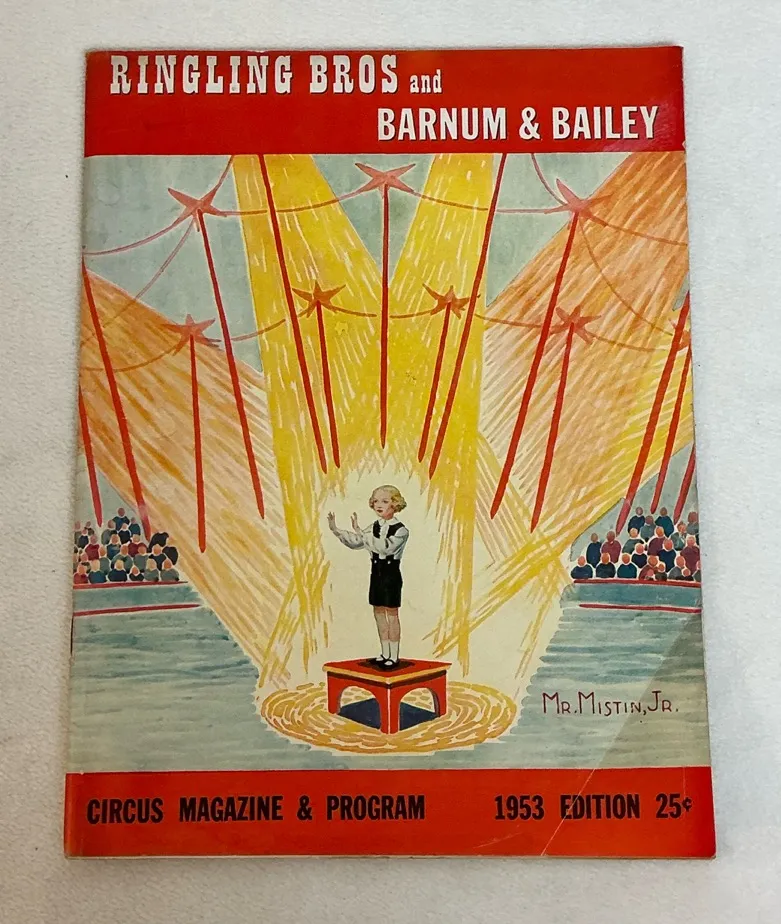 RINGLING BROS and
BARNUM & BAILEY
MR. MISTIN, JR.
CIRCUS MAGAZINE & PROGRAM 1953 EDITION 25¢